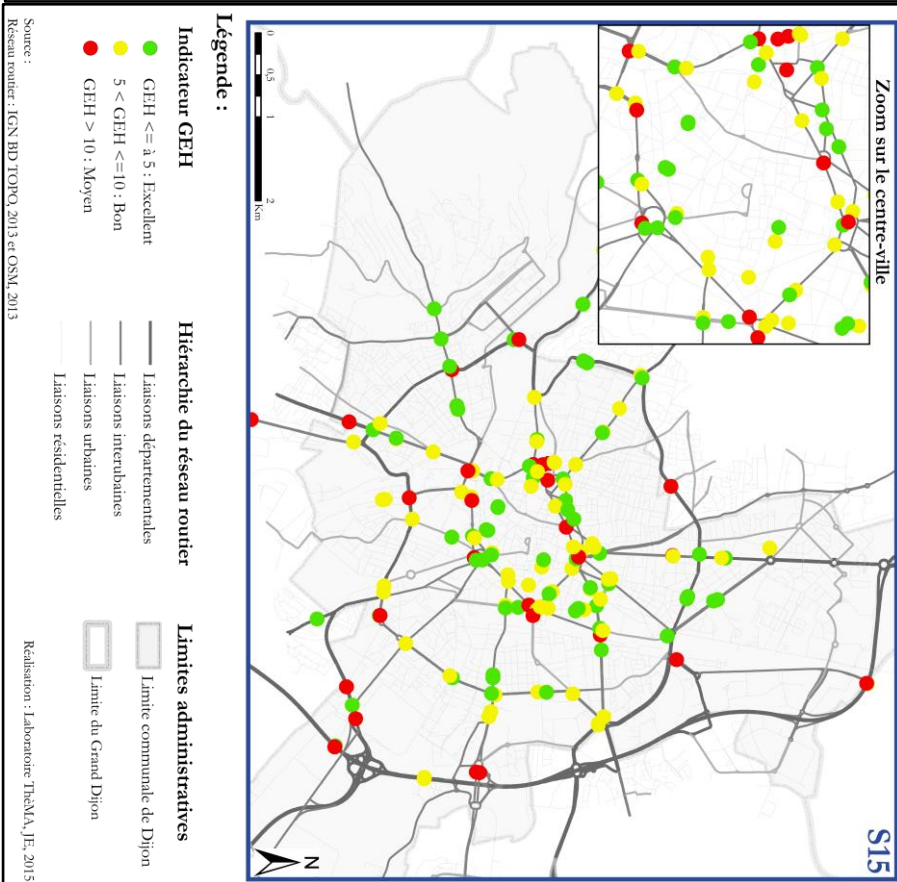 S15
Zoom sur le centre-ville
N
0 0,5 1 2
Km
Légende :
Indicateur GEH
GEH <= à 5 : Excellent
5 < GEH <=10 : Bon
GEH > 10 : Moyen
Hiérarchie du réseau routier
Liaisons départementales
Liaisons interubaines
Liaisons urbaines
Liaisons résidentielles
Limites administratives
Limite communale de Dijon
Limite du Grand Dijon
Source :
Réseau routier : IGN BD TOPO, 2013 et OSM, 2013
Réalisation : Laboratoire ThéMA, JE, 2015